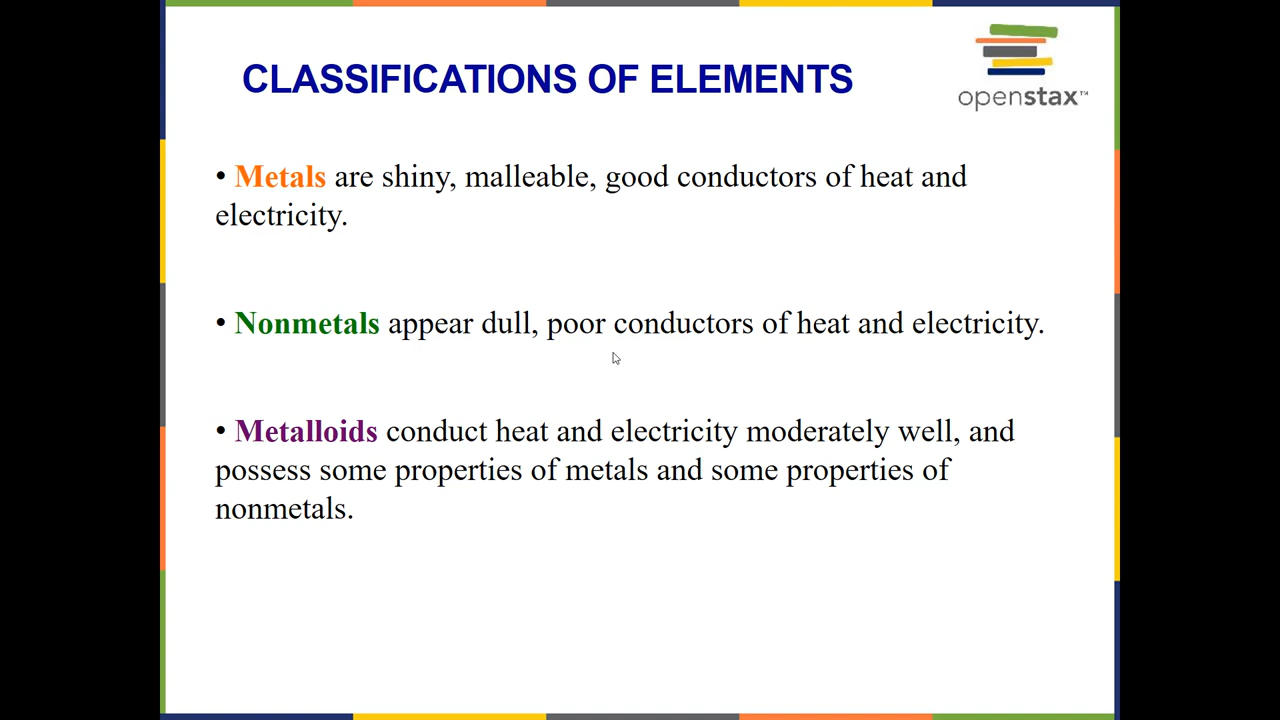 CLASSIFICATIONS OF ELEMENTS
openstax™
• Metals are shiny, malleable, good conductors of heat and
electricity.
• Nonmetals appear dull, poor conductors of heat and electricity.
• Metalloids conduct heat and electricity moderately well, and
possess some properties of metals and some properties of
nonmetals.